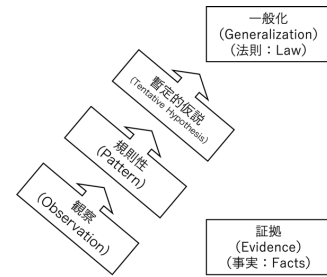 一般化
(Generalization)
(法則：Law)
暫定的仮説
(Tentative Hypothesis)
規則性
(Pattern)
観察
(Observation)
証拠
(Evidence)
(事実：Facts)